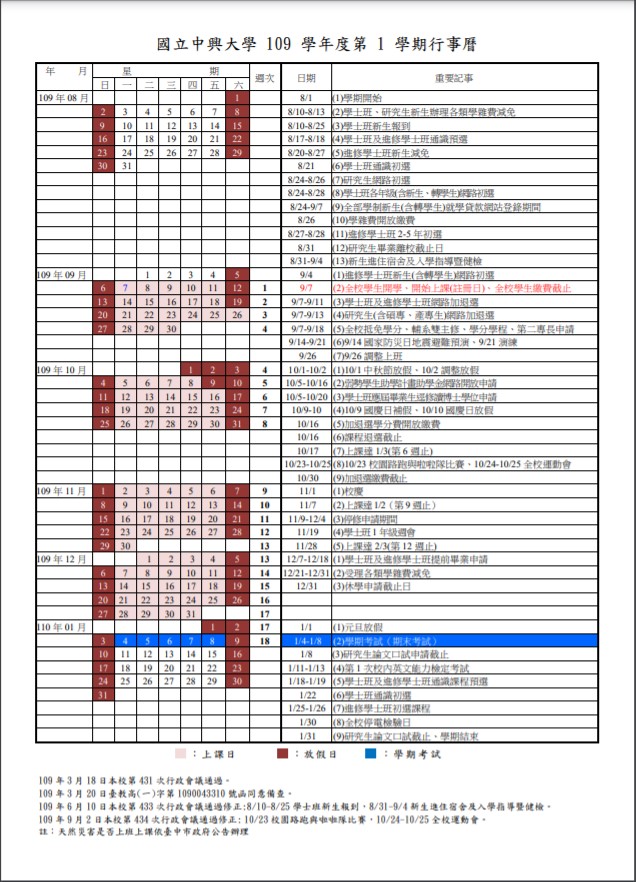 國立中興大學 109 學年度第 1 學期行事曆
年 月 星 期 週次 日期 重要記事
日 一 二 三 四 五 六
109 年 08 月 1 8/1 (1)學期開始
2 3 4 5 6 7 8 8/10-8/13 (2)學士班、研究生新生辦理各類學雜費減免
9 10 11 12 13 14 15 8/10-8/25 (3)學士班新生報到
16 17 18 19 20 21 22 8/17-8/18 (4)學士班及進修學士班通識預選
23 24 25 26 27 28 29 8/20-8/27 (5)進修學士班新生減免
30 31 8/21 (6)學士班通識初選
8/24-8/26 (7)研究生網路初選
8/24-8/28 (8)學士班各年級(含新生、轉學生)網路初選
8/24-9/7 (9)全部學制新生(含轉學生)就學貸款網站登錄期間
8/26 (10)學雜費開放繳費
8/27-8/28 (11)進修學士班 2-5 年初選
8/31 (12)研究生畢業離校截止日
8/31-9/4 (13)新生進住宿舍及入學指導暨健檢
109 年 09 月 1 2 3 4 5 9/4 (1)進修學士班新生(含轉學生)網路初選
6 7 8 9 10 11 12 1 9/7 (2)全校學生開學、開始上課(註冊日)、全校學生繳費截止
13 14 15 16 17 18 19 2 9/7-9/11 (3)學士班及進修學士班網路加退選
20 21 22 23 24 25 26 3 9/7-9/13 (4)研究生(含碩專、產專生)網路加退選
27 28 29 30 4 9/7-9/18 (5)全校抵免學分、輔系雙主修、學分學程、第二專長申請
9/14-9/21 (6)9/14 國家防災日地震避難預演、9/21 演練
9/26 (7)9/26 調整上班
109 年 10 月 1 2 3 4 10/1-10/2 (1)10/1 中秋節放假、10/2 調整放假
4 5 6 7 8 9 10 5 10/5-10/16 (2)弱勢學生助學計畫助學金網路開放申請
11 12 13 14 15 16 17 6 10/5-10/20 (3)學士班應屆畢業生逕修讀博士學位申請
18 19 20 21 22 23 24 7 10/9-10 (4)10/9 國慶日補假、10/10 國慶日放假
25 26 27 28 29 30 31 8 10/16 (5)加退選學分費開放繳費
10/16 (6)課程退選截止
10/17 (7)上課達 1/3(第 6 週止)
10/23-10/25 (8)10/23 校園路跑與啦啦隊比賽、10/24-10/25 全校運動會
10/30 (9)加退選繳費截止
109 年 11 月 1 2 3 4 5 6 7 9 11/1 (1)校慶
8 9 10 11 12 13 14 10 11/7 (2)上課達 1/2（第 9 週止）
15 16 17 18 19 20 21 11 11/9-12/4 (3)停修申請期間
22 23 24 25 26 27 28 12 11/19 (4)學士班 1 年級週會
29 30 13 11/28 (5)上課達 2/3(第 12 週止)
109 年 12 月 1 2 3 4 5 13 12/7-12/18 (1)學士班及進修學士班提前畢業申請
6 7 8 9 10 11 12 14 12/21-12/31 (2)受理各類學雜費減免
13 14 15 16 17 18 19 15 12/31 (3)休學申請截止日
20 21 22 23 24 25 26 16
27 28 29 30 31 17
110 年 01 月 1 2 17 1/1 (1)元旦放假
3 4 5 6 7 8 9 18 1/4-1/8 (2)學期考試（期末考試）
10 11 12 13 14 15 16 1/8 (3)研究生論文口試申請截止
17 18 19 20 21 22 23 1/11-1/13 (4)第 1 次校內英文能力檢定考試
24 25 26 27 28 29 30 1/18-1/19 (5)學士班及進修學士班通識課程預選
31 1/22 (6)學士班通識初選
1/25-1/26 (7)進修學士班初選課程
1/30 (8)全校停電檢驗日
1/31 (9)研究生論文口試截止、學期結束
：上課日 ：放假日 ：學期考試
109 年 3 月 18 日本校第 431 次行政會議通過。
109 年 3 月 20 日臺教高(一)字第 1090043310 號函同意備查。
109 年 6 月 10 日本校第 433 次行政會議通過修正:8/10-8/25 學士班新生報到，8/31-9/4 新生進住宿舍及入學指導暨健檢。
109 年 9 月 2 日本校第 434 次行政會議通過修正: 10/23 校園路跑與啦啦隊比賽，10/24-10/25 全校運動會。
註：天然災害是否上班上課依臺中市政府公告辦理